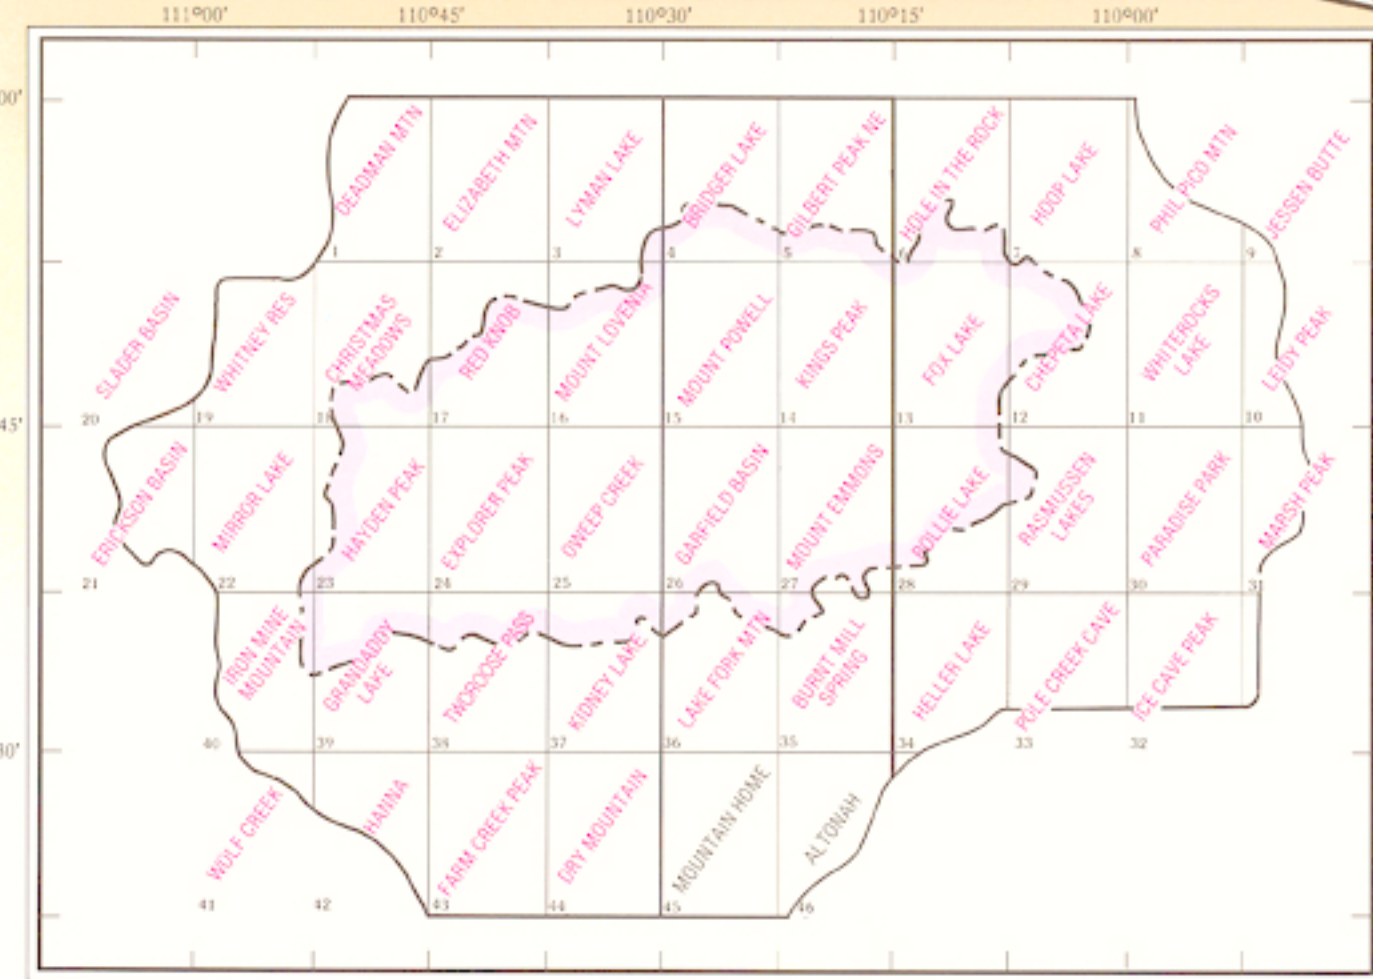 111°00' 110°45' 110°30' 110°15' 110°00'
00'
DEADMAN MTN
ELIZABETH MTN
LYMAN LAKE
BRIDGER LAKE
GILBERT PEAK NE
HOLE IN THE ROCK
HOOP LAKE
PHIL PICO MTN
JESSEN BUTTE
1 2 3 4 5 6 7 8 9
SLADER BASIN
WHITNEY RES
CHRISTMAS
MEADOWS
RED KNOB
MOUNT LOVENIA
MOUNT POWELL
KINGS PEAK
FOX LAKE
CHEPETA LAKE
WHITEROCKS
LAKE
LEIDY PEAK
45' 20 19 18 17 16 15 14 13 12 11 10
ERICKSON BASIN
MIRROR LAKE
HAYDEN PEAK
EXPLORER PEAK
OWEEP CREEK
GARFIELD BASIN
MOUNT EMMONS
POLLIE LAKE
RASMUSSEN
LAKES
PARADISE PARK
MARSH PEAK
21 22 23 24 25 26 27 28 29 30 31
IRON MINE
MOUNTAIN
GRANDADDY
LAKE
TWOROOSE PASS
KIDNEY LAKE
LAKE FORK MTN
BURNT MILL
SPRING
HELLER LAKE
POLE CREEK CAVE
ICE CAVE PEAK
30' 40 39 38 37 36 35 34 33 32
WOLF CREEK
HANNA
FARM CREEK PEAK
DRY MOUNTAIN
MOUNTAIN HOME
ALTONAH
41 42 43 44 45 46